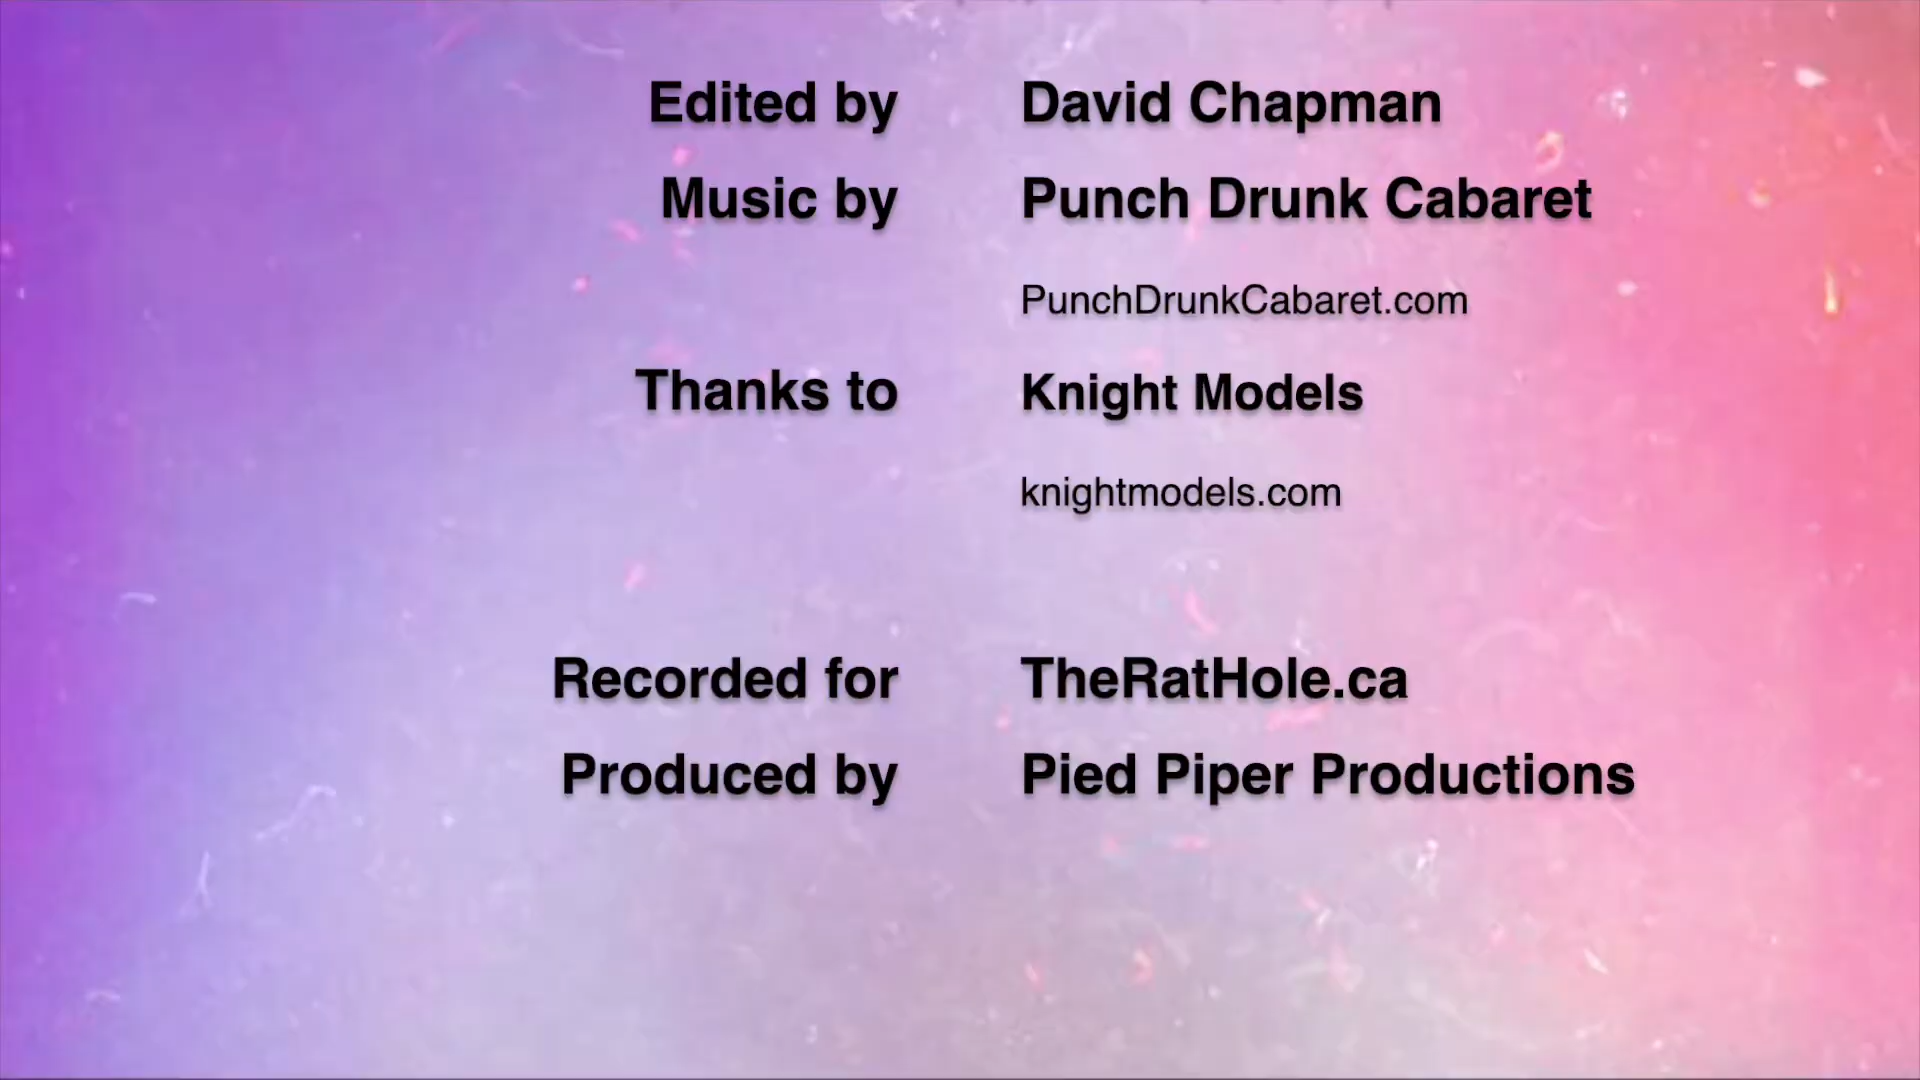 Edited by David Chapman
Music by Punch Drunk Cabaret
PunchDrunkCabaret.com
Thanks to Knight Models
knightmodels.com
Recorded for TheRatHole.ca
Produced by Pied Piper Productions